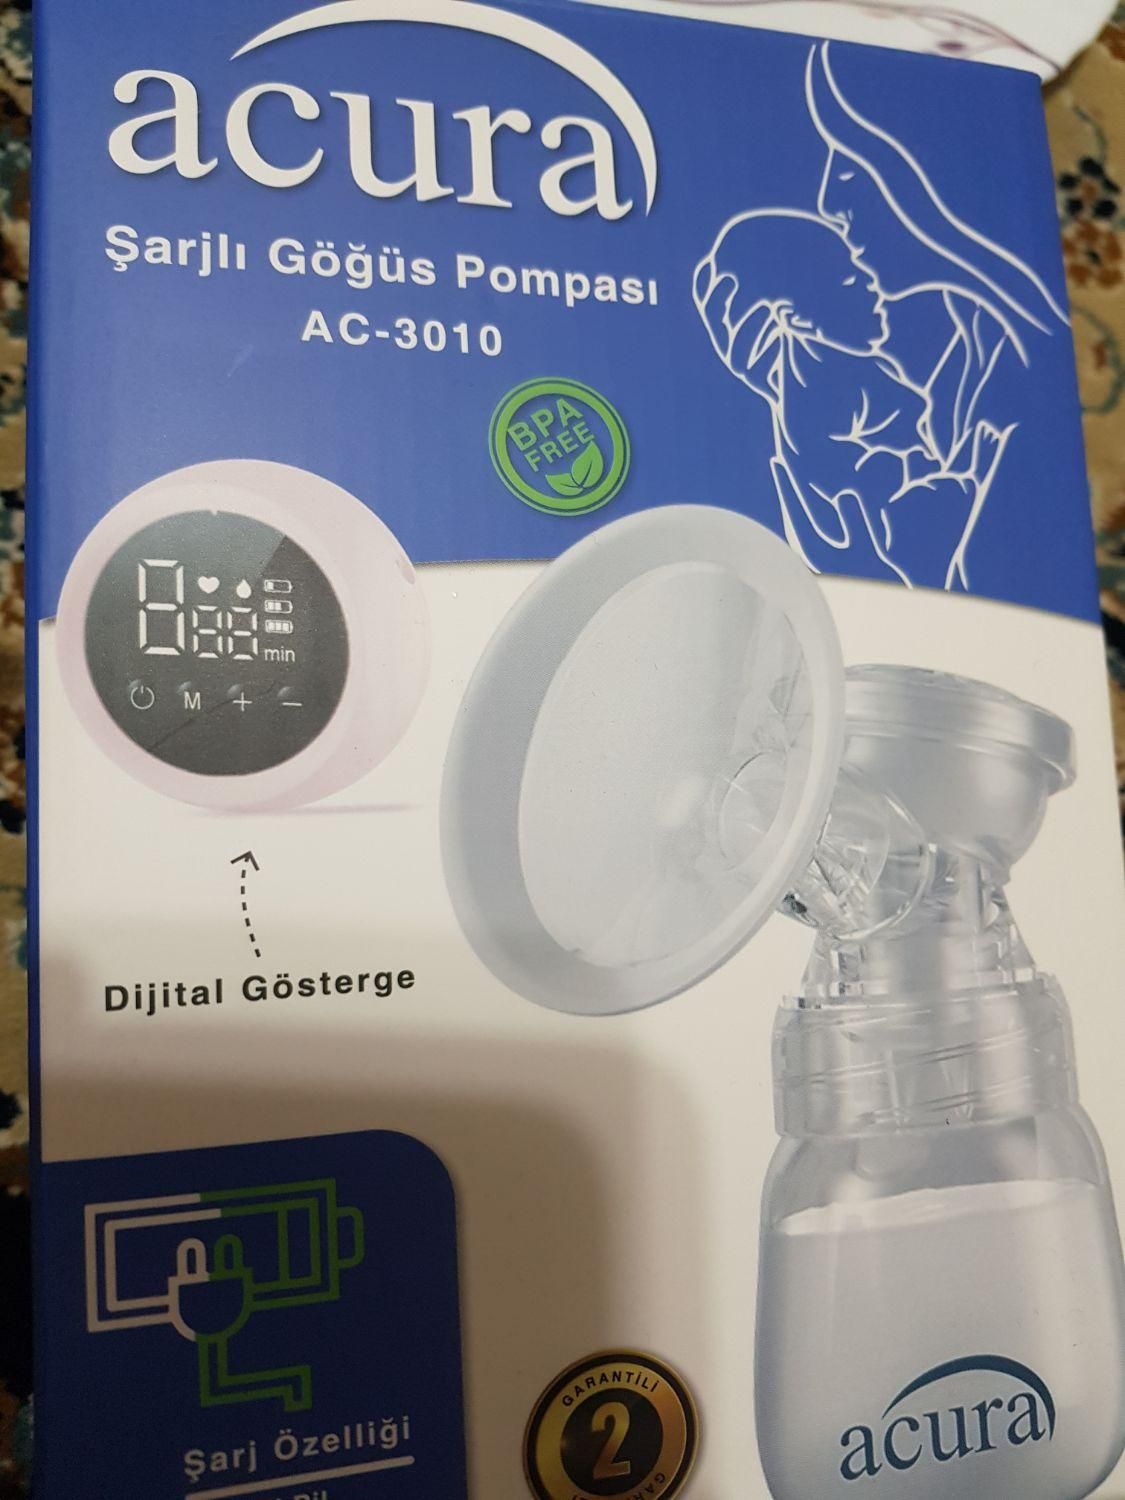 acura
Şarjlı Göğüs Pompası
AC-3010
BPA
FREE
min
M + −
Dijital Gösterge
Şarj Özelliği
GARANTİLİ
2
acura